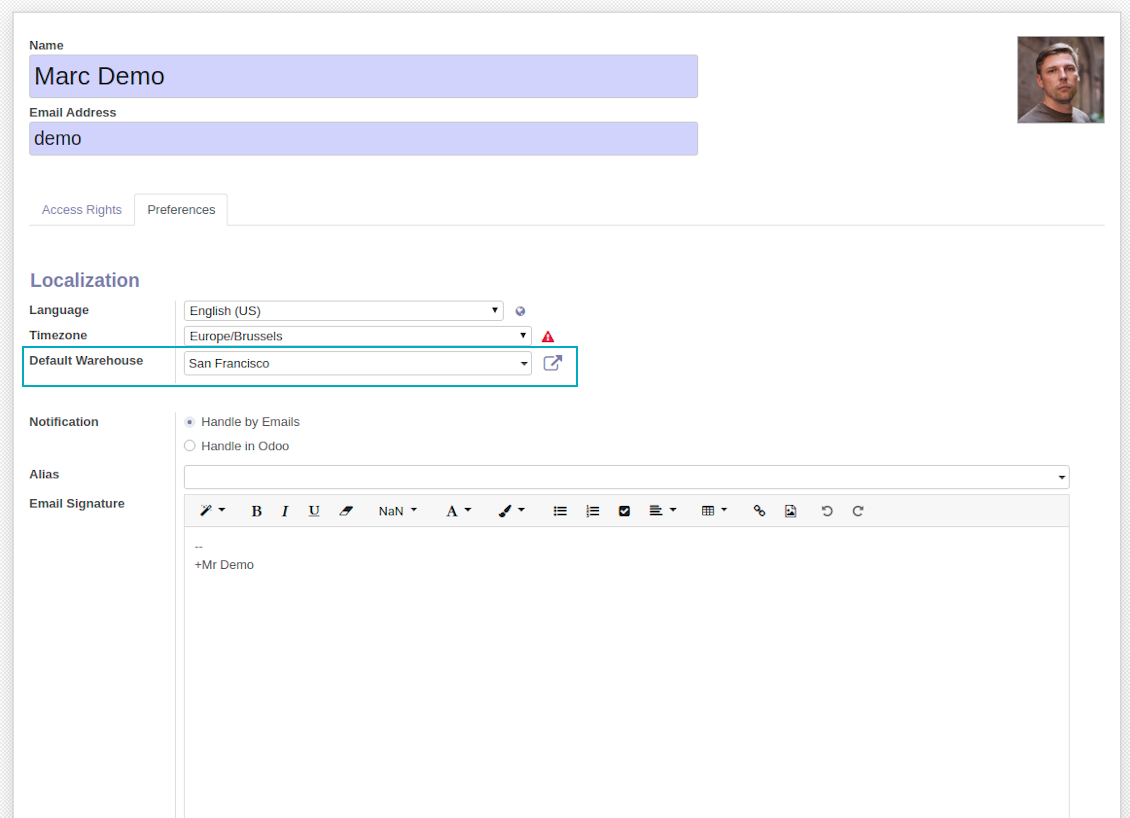 Name
Marc Demo
Email Address
demo
Access Rights Preferences
Localization
Language English (US)
Timezone Europe/Brussels
Default Warehouse San Francisco
Notification Handle by Emails
Handle in Odoo
Alias
Email Signature
B I U NaN A
--
+Mr Demo